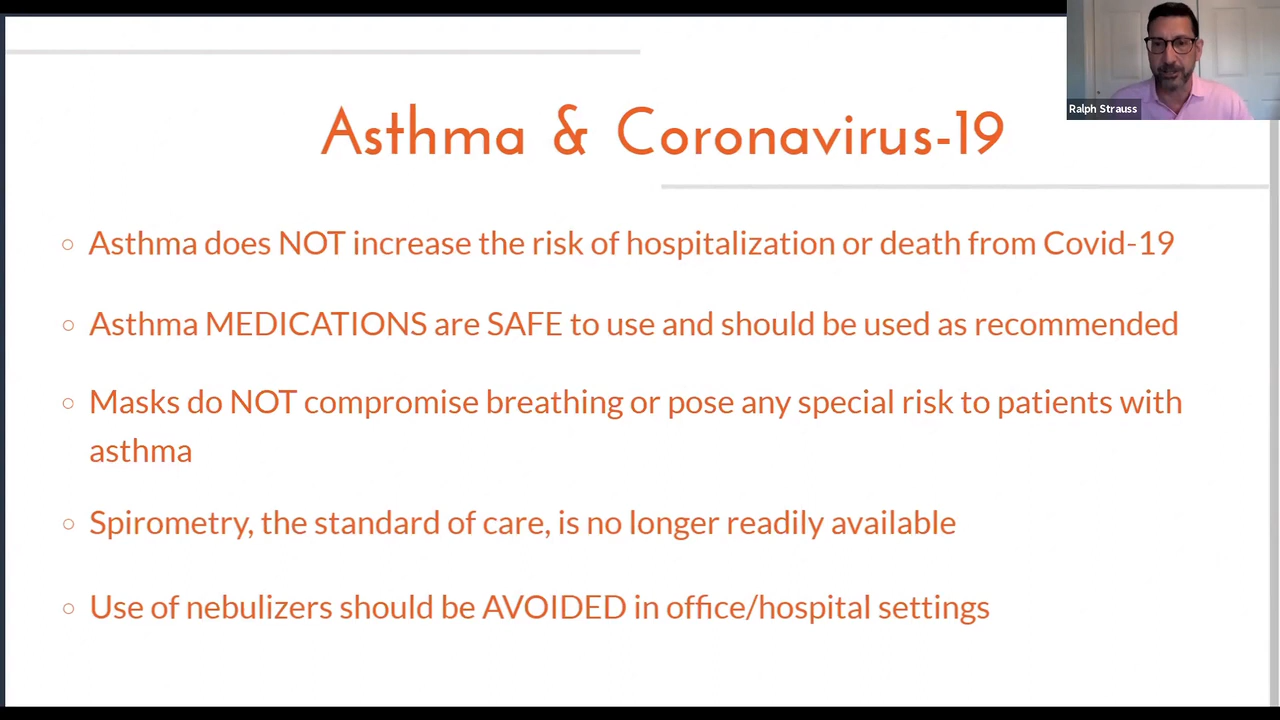 Ralph Strauss
Asthma & Coronavirus-19
Asthma does NOT increase the risk of hospitalization or death from Covid-19
Asthma MEDICATIONS are SAFE to use and should be used as recommended
Masks do NOT compromise breathing or pose any special risk to patients with
asthma
Spirometry, the standard of care, is no longer readily available
Use of nebulizers should be AVOIDED in office/hospital settings